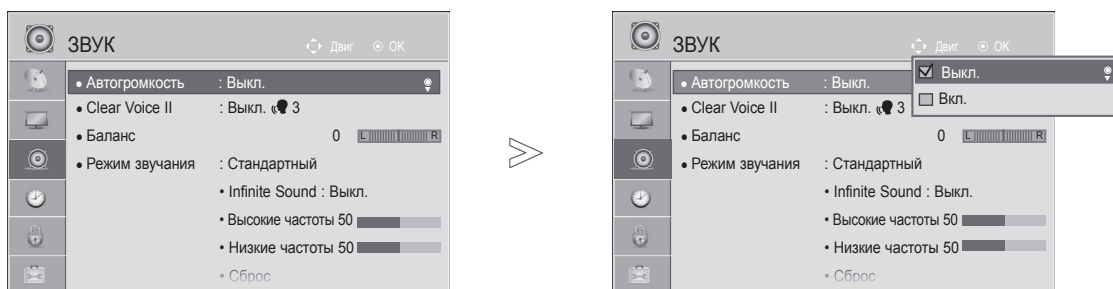 ЗВУК
Двиг OK
• Автогромкость : Выкл.
• Clear Voice II : Выкл. 3
• Баланс 0 L R
• Режим звучания : Стандартный
• Infinite Sound : Выкл.
• Высокие частоты 50
• Низкие частоты 50
• Сброс
ЗВУК
Двиг OK
• Автогромкость : Выкл.
Выкл.
Вкл.
• Clear Voice II : Выкл. 3
• Баланс 0 L R
• Режим звучания : Стандартный
• Infinite Sound : Выкл.
• Высокие частоты 50
• Низкие частоты 50
• Сброс